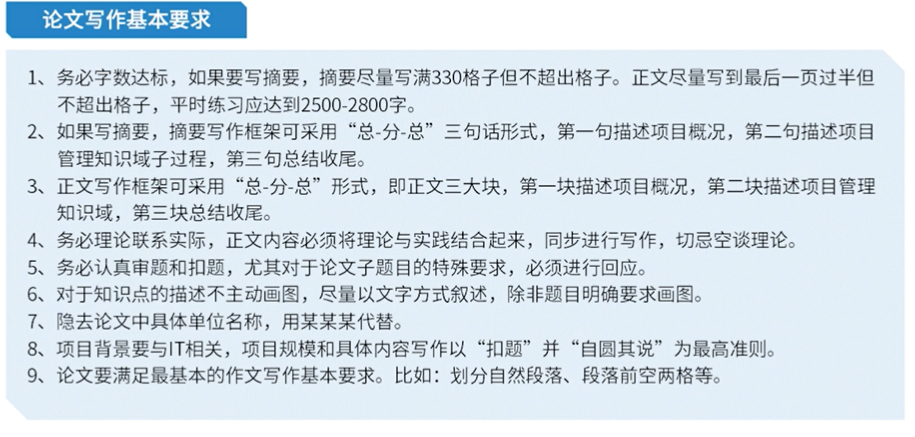 论文写作基本要求
1、务必字数达标，如果要写摘要，摘要尽量写满330格子但不超出格子。正文尽量写到最后一页过半但
不超出格子，平时练习应达到2500-2800字。
2、如果写摘要，摘要写作框架可采用“总-分-总”三句话形式，第一句描述项目概况，第二句描述项目
管理知识域子过程，第三句总结收尾。
3、正文写作框架可采用“总-分-总”形式，即正文三大块，第一块描述项目概况，第二块描述项目管理
知识域，第三块总结收尾。
4、务必理论联系实际，正文内容必须将理论与实践结合起来，同步进行写作，切忌空谈理论。
5、务必认真审题和扣题，尤其对于论文子题目的特殊要求，必须进行回应。
6、对于知识点的描述不主动画图，尽量以文字方式叙述，除非题目明确要求画图。
7、隐去论文中具体单位名称，用某某某代替。
8、项目背景要与IT相关，项目规模和具体内容写作以“扣题”并“自圆其说”为最高准则。
9、论文要满足最基本的作文写作基本要求。比如：划分自然段落、段落前空两格等。